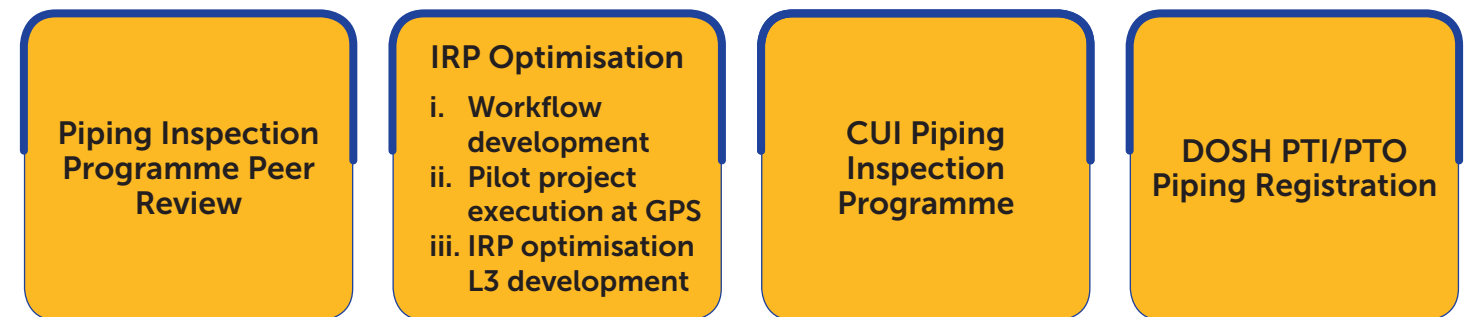 Piping Inspection
Programme Peer
Review
IRP Optimisation
i. Workflow
development
ii. Pilot project
execution at GPS
iii. IRP optimisation
L3 development
CUI Piping
Inspection
Programme
DOSH PTI/PTO
Piping Registration